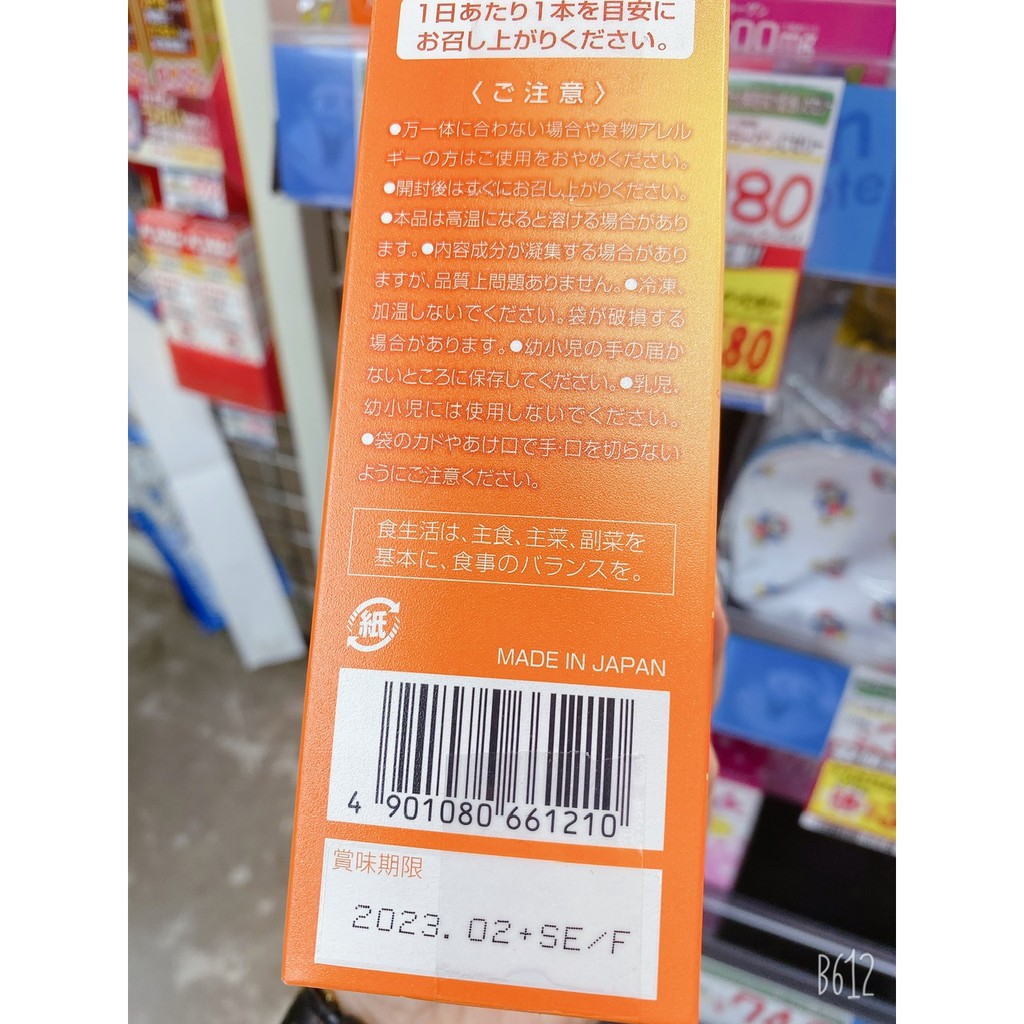 1日あたり1本を目安に
お召し上がりください。
〈ご注意〉
●万一体に合わない場合や食物アレル
ギーの方はご使用をおやめください。
●開封後はすぐにお召し上がりください。
●本品は高温になると溶ける場合があり
ます。●内容成分が凝集する場合があり
ますが、品質上問題ありません。●冷凍、
加温しないでください。袋が破損する
場合があります。●幼小児の手の届か
ないところに保存してください。●乳児、
幼小児には使用しないでください。
●袋のカドやあけ口で手・口を切らない
ようにご注意ください。
食生活は、主食、主菜、副菜を
基本に、食事のバランスを。
紙
MADE IN JAPAN
4 901080 661210
賞味期限
2023. 02+SE/F
80
80
B612